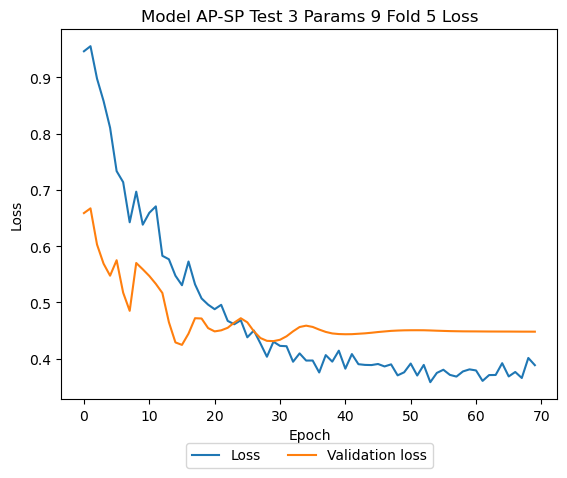 Model AP-SP Test 3 Params 9 Fold 5 Loss
Loss
0.9
0.8
0.7
0.6
0.5
0.4
0 10 20 30 40 50 60 70
Epoch
Loss Validation loss